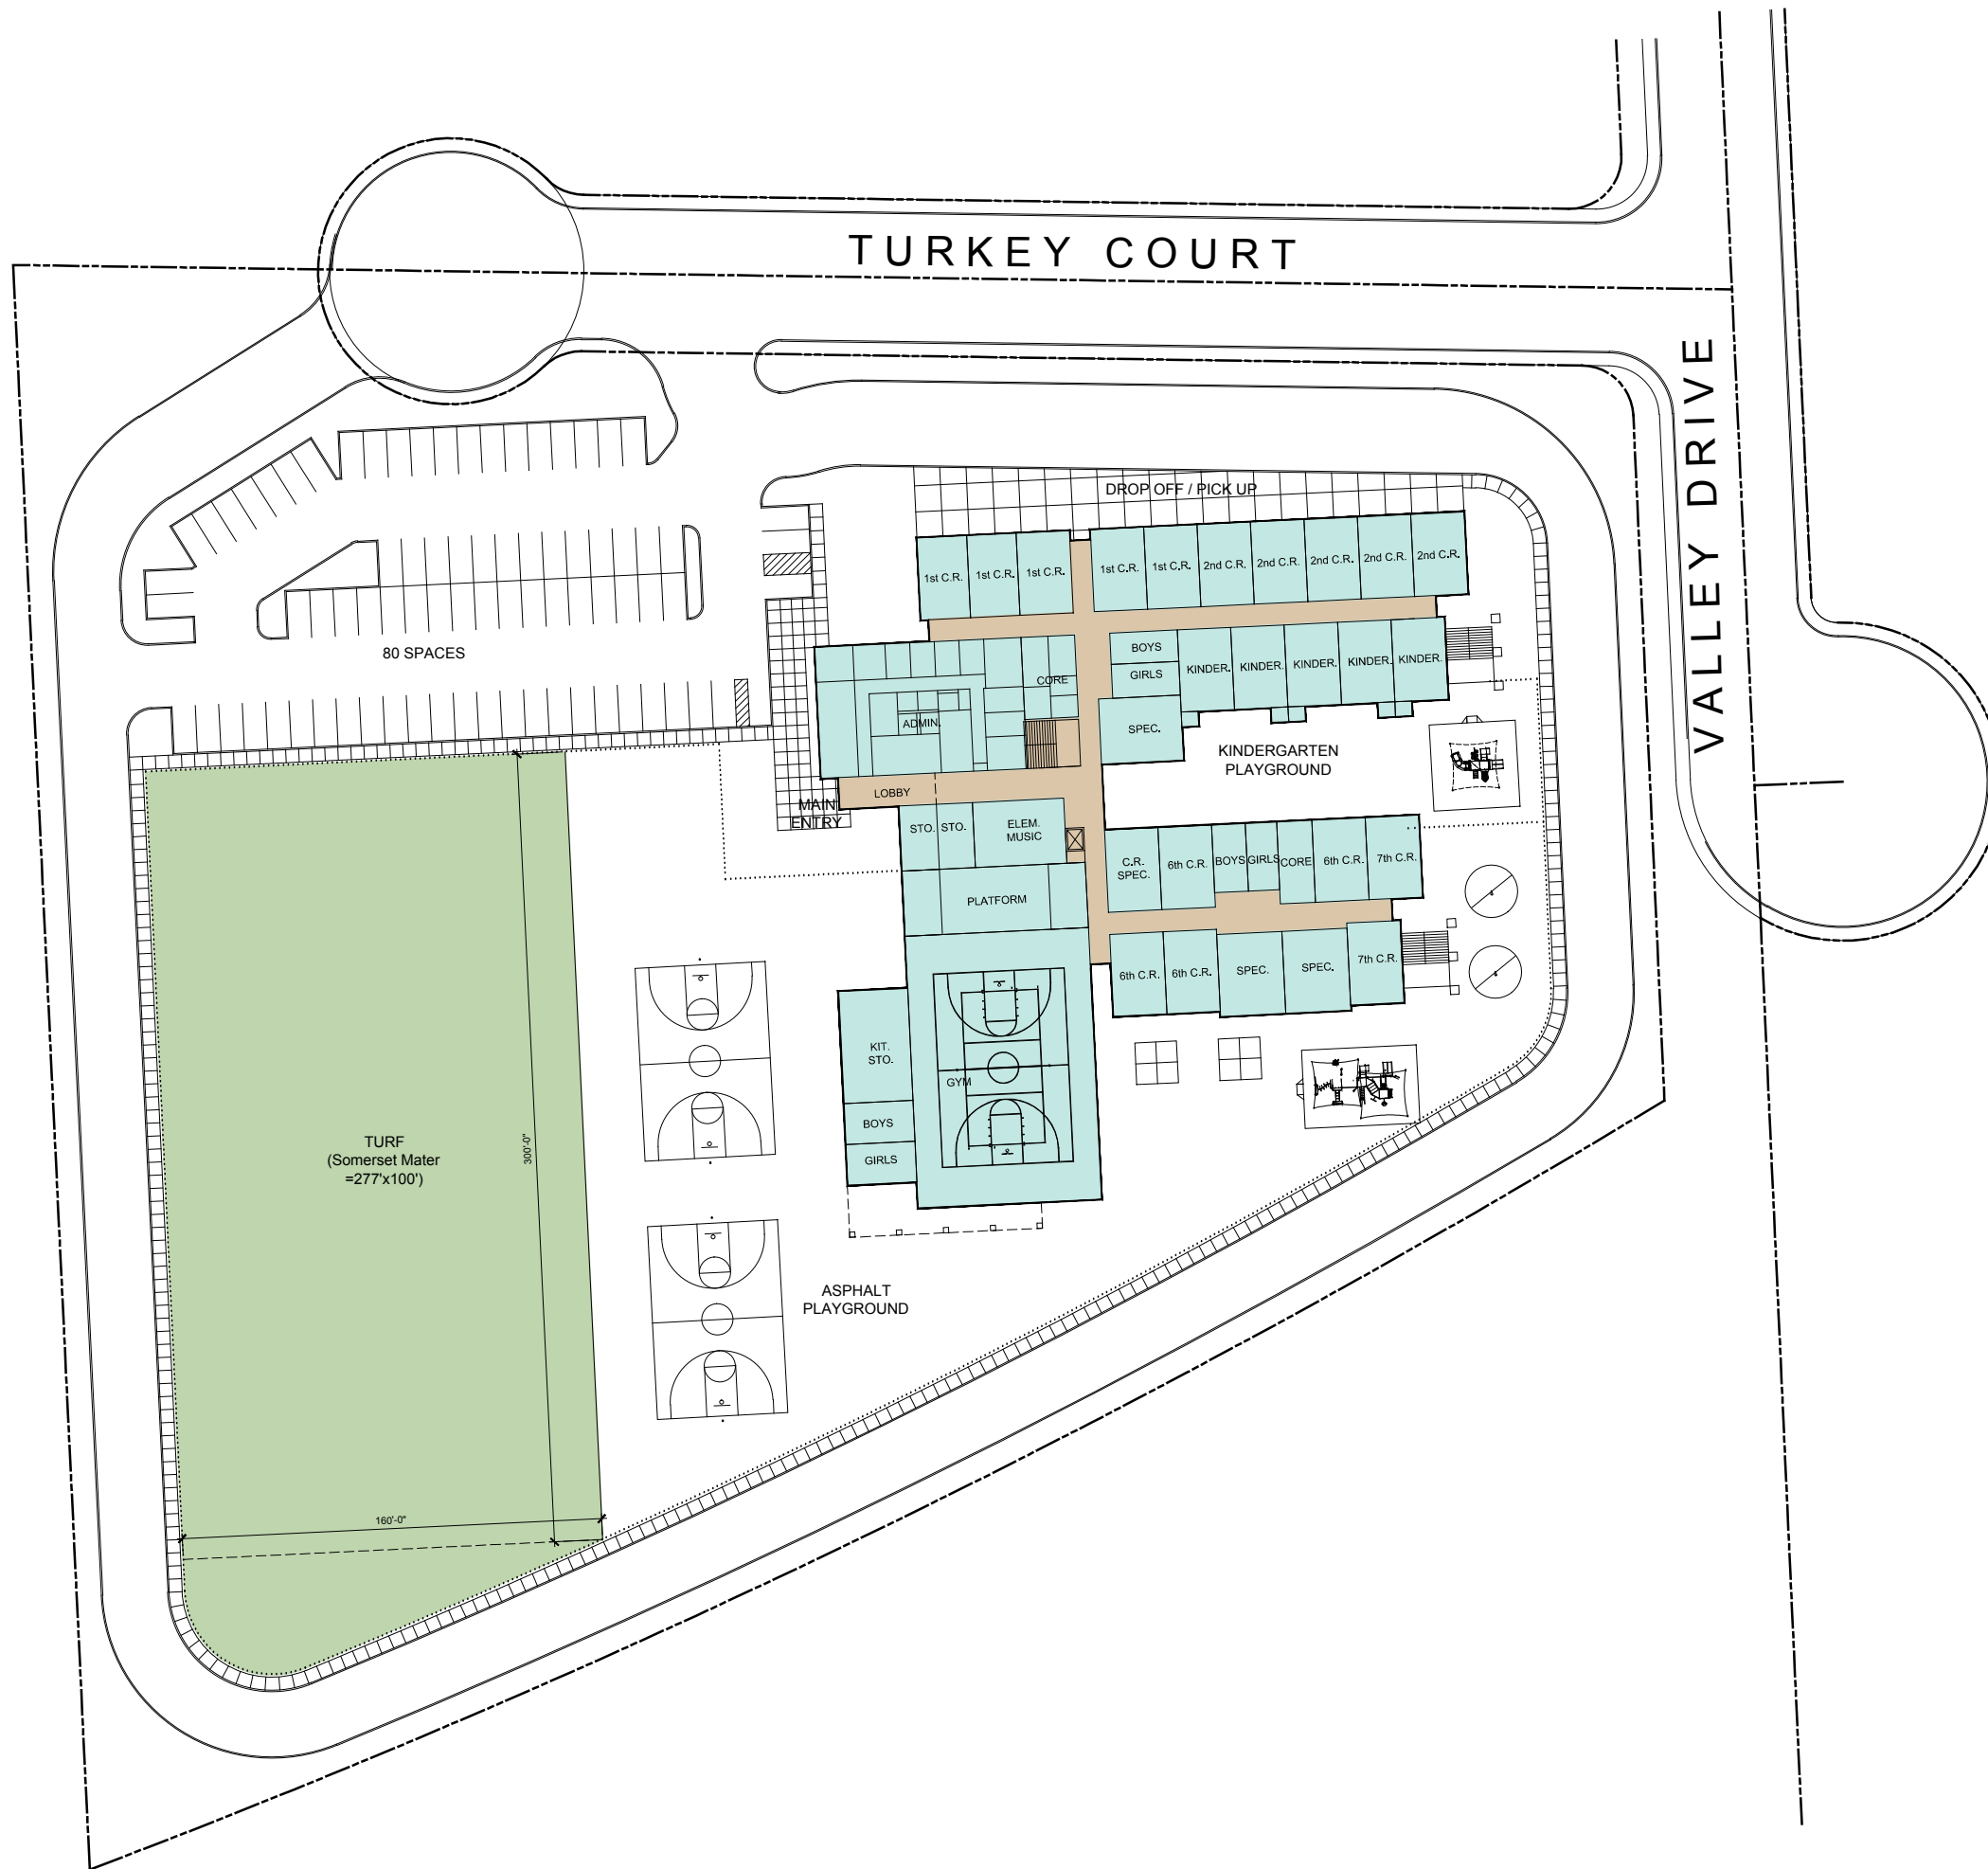 TURKEY COURT
VALLEY DRIVE
DROP OFF / PICK UP
1st C.R.
1st C.R.
1st C.R.
1st C.R.
1st C.R.
2nd C.R.
2nd C.R.
2nd C.R.
2nd C.R.
2nd C.R.
80 SPACES
BOYS
GIRLS
KINDER.
KINDER.
KINDER.
KINDER.
KINDER.
CORE
ADMIN.
SPEC.
KINDERGARTEN
PLAYGROUND
LOBBY
MAIN
ENTRY
STO.
STO.
ELEM.
MUSIC
C.R.
SPEC.
6th C.R.
BOYS
GIRLS
CORE
6th C.R.
7th C.R.
PLATFORM
6th C.R.
6th C.R.
SPEC.
SPEC.
7th C.R.
KIT.
STO.
GYM
BOYS
GIRLS
TURF
(Somerset Mater
=277'x100')
300'-0"
ASPHALT
PLAYGROUND
160'-0"